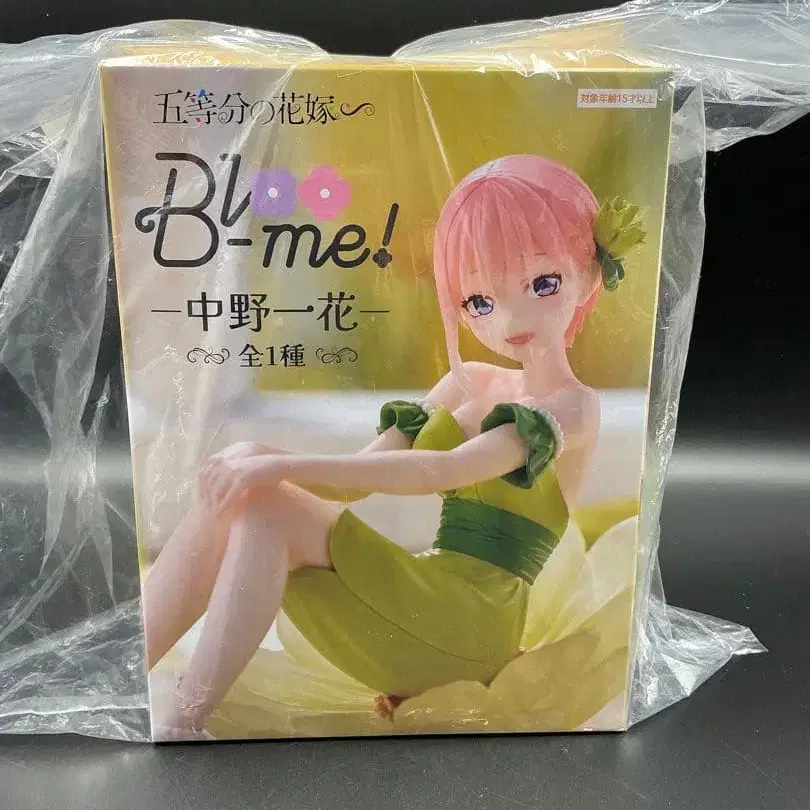 五等分の花嫁〜
対象年齢15才以上
Bloo
-me!
−中野一花−
全1種